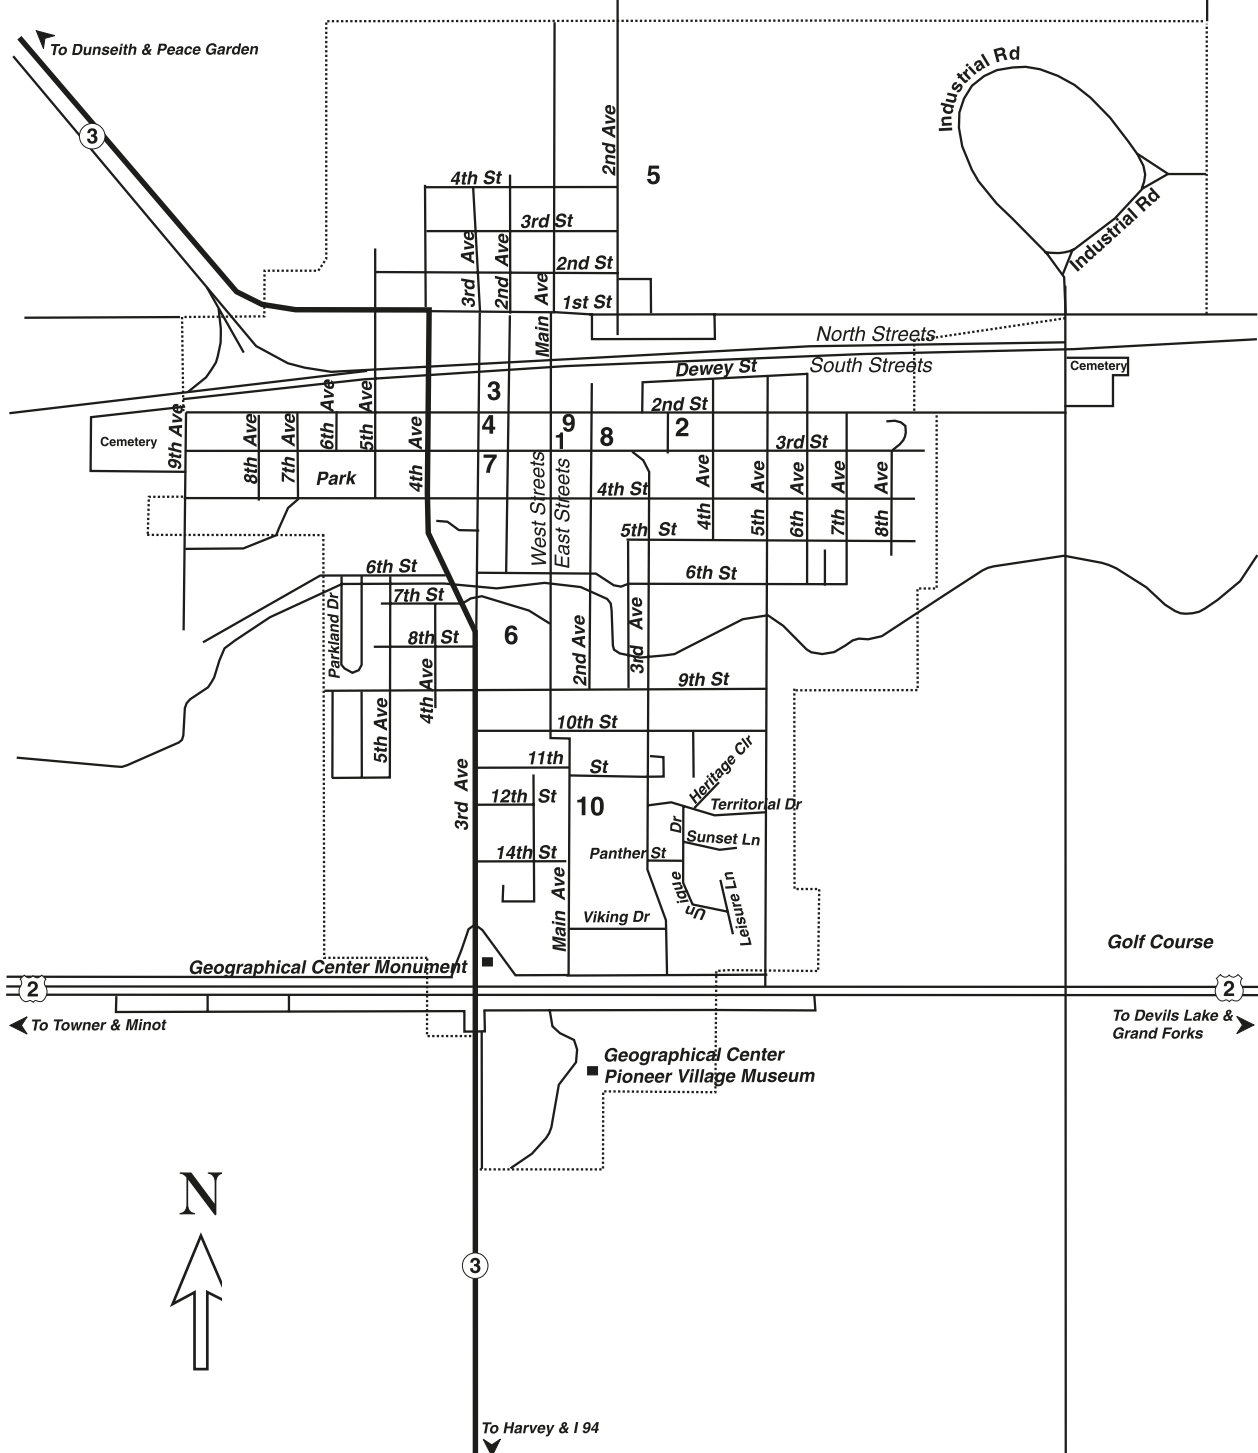 To Dunseith & Peace Garden
3
Industrial Rd
2nd Ave
5
4th St
Industrial Rd
3rd St
3rd Ave
2nd Ave
2nd St
Main Ave
1st St
North Streets
Dewey St
South Streets
Cemetery
3
2nd St
9th Ave
8th Ave
7th Ave
6th Ave
5th Ave
4th Ave
4
9
1
8
2
3rd St
Cemetery
7
Park
West Streets
East Streets
4th St
4th Ave
5th Ave
6th Ave
7th Ave
8th Ave
5th St
6th St
6th St
Parkland Dr
7th St
2nd Ave
3rd Ave
8th St
6
4th Ave
9th St
5th Ave
10th St
11th St
Heritage Clr
3rd Ave
12th St
10
Territorial Dr
Unique Dr
Sunset Ln
14th St
Panther St
Main Ave
Leisure Ln
Viking Dr
Golf Course
Geographical Center Monument
2
2
To Towner & Minot
To Devils Lake &
Grand Forks
Geographical Center
Pioneer Village Museum
N
3
To Harvey & I 94